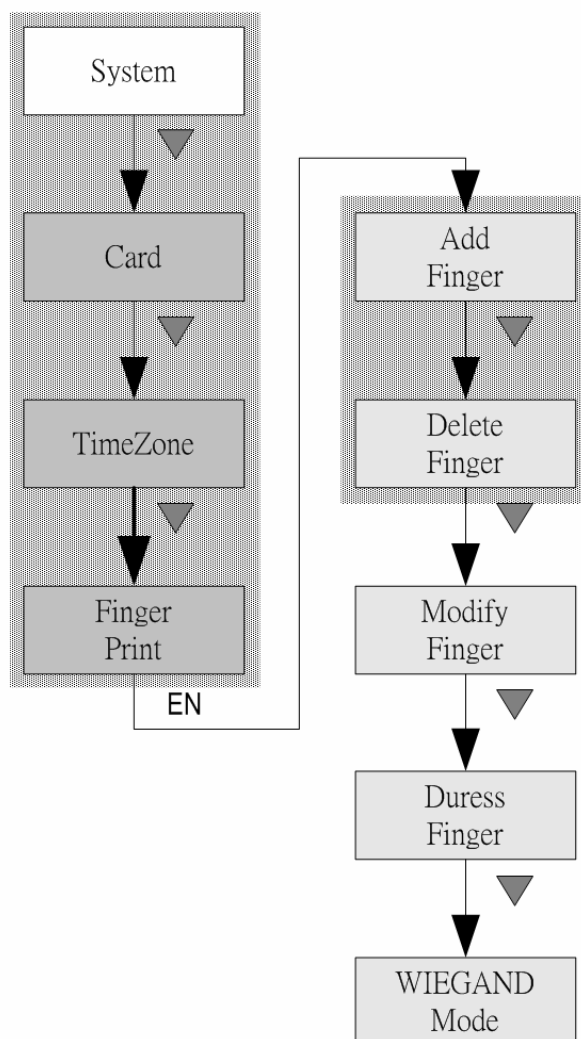 System
Card
TimeZone
Finger
Print
EN
Add
Finger
Delete
Finger
Modify
Finger
Duress
Finger
WIEGAND
Mode